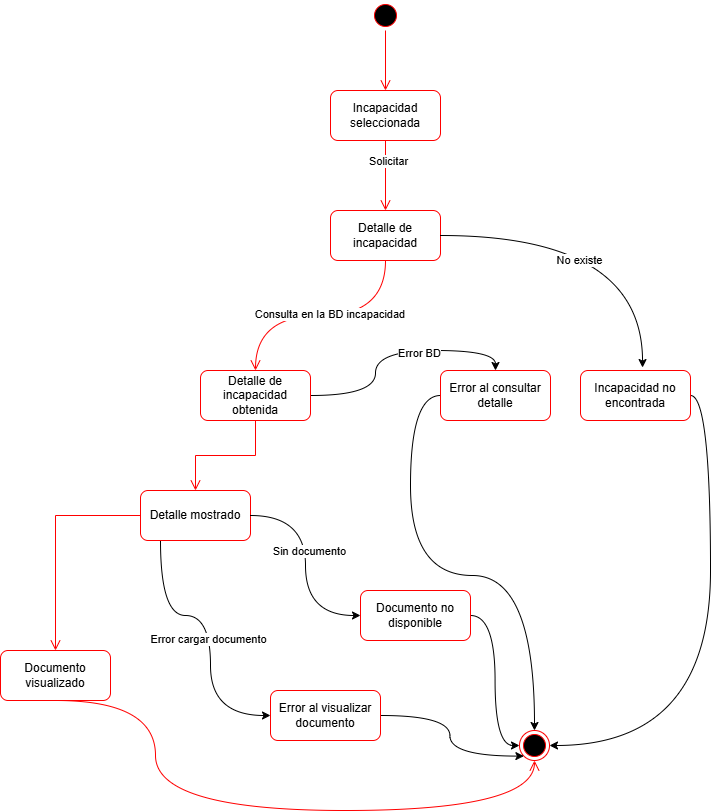 Incapacidad
seleccionada
Solicitar
Detalle de
incapacidad
No existe
Consulta en la BD incapacidad
Error BD
Detalle de
incapacidad
obtenida
Error al consultar
detalle
Incapacidad no
encontrada
Detalle mostrado
Sin documento
Documento no
disponible
Error cargar documento
Documento
visualizado
Error al visualizar
documento